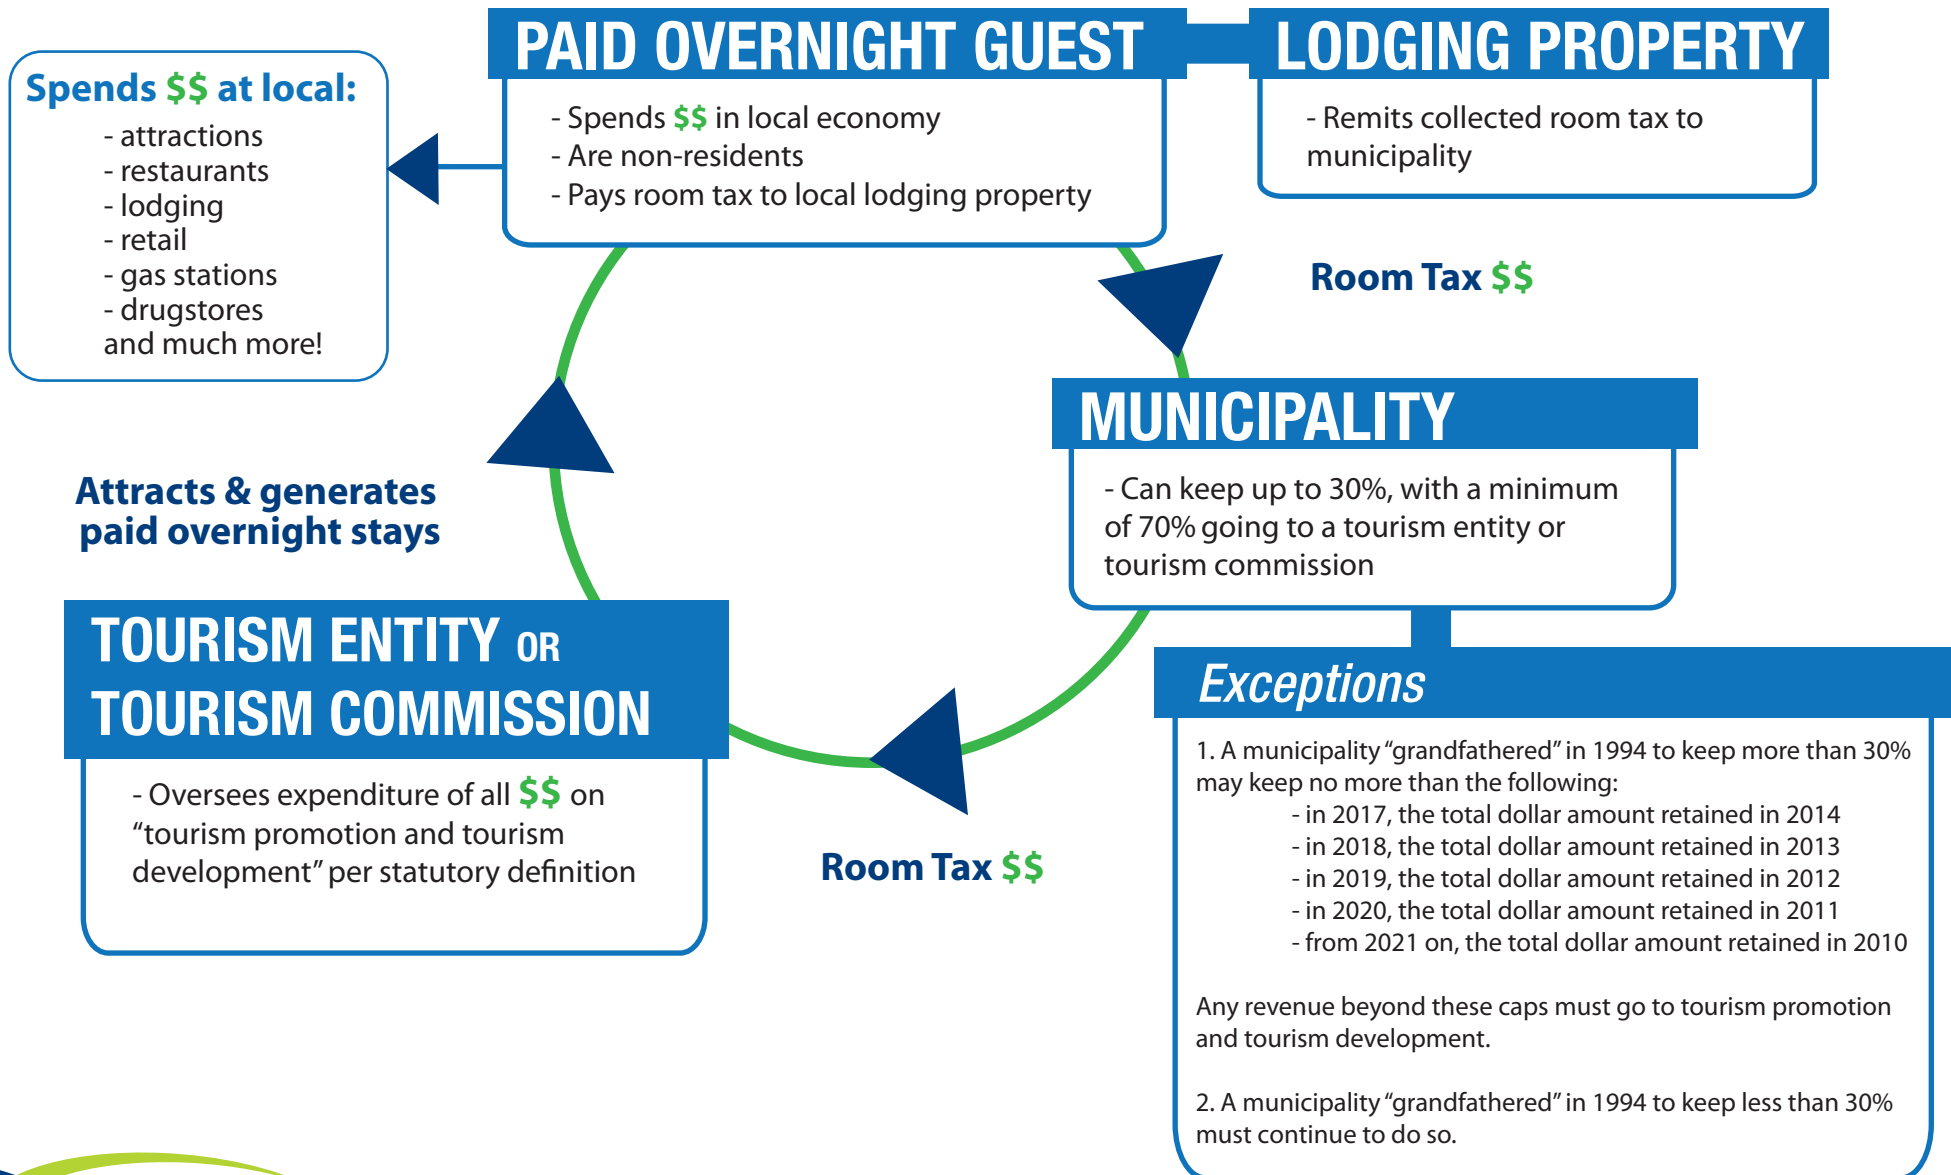 PAID OVERNIGHT GUEST
- Spends $$ in local economy
- Are non-residents
- Pays room tax to local lodging property
LODGING PROPERTY
- Remits collected room tax to
municipality
Spends $$ at local:
- attractions
- restaurants
- lodging
- retail
- gas stations
- drugstores
and much more!
Room Tax $$
MUNICIPALITY
- Can keep up to 30%, with a minimum
of 70% going to a tourism entity or
tourism commission
Exceptions
1. A municipality “grandfathered” in 1994 to keep more than 30%
may keep no more than the following:
- in 2017, the total dollar amount retained in 2014
- in 2018, the total dollar amount retained in 2013
- in 2019, the total dollar amount retained in 2012
- in 2020, the total dollar amount retained in 2011
- from 2021 on, the total dollar amount retained in 2010
Any revenue beyond these caps must go to tourism promotion
and tourism development.
2. A municipality “grandfathered” in 1994 to keep less than 30%
must continue to do so.
Room Tax $$
TOURISM ENTITY OR
TOURISM COMMISSION
- Oversees expenditure of all $$ on
“tourism promotion and tourism
development” per statutory definition
Attracts & generates
paid overnight stays